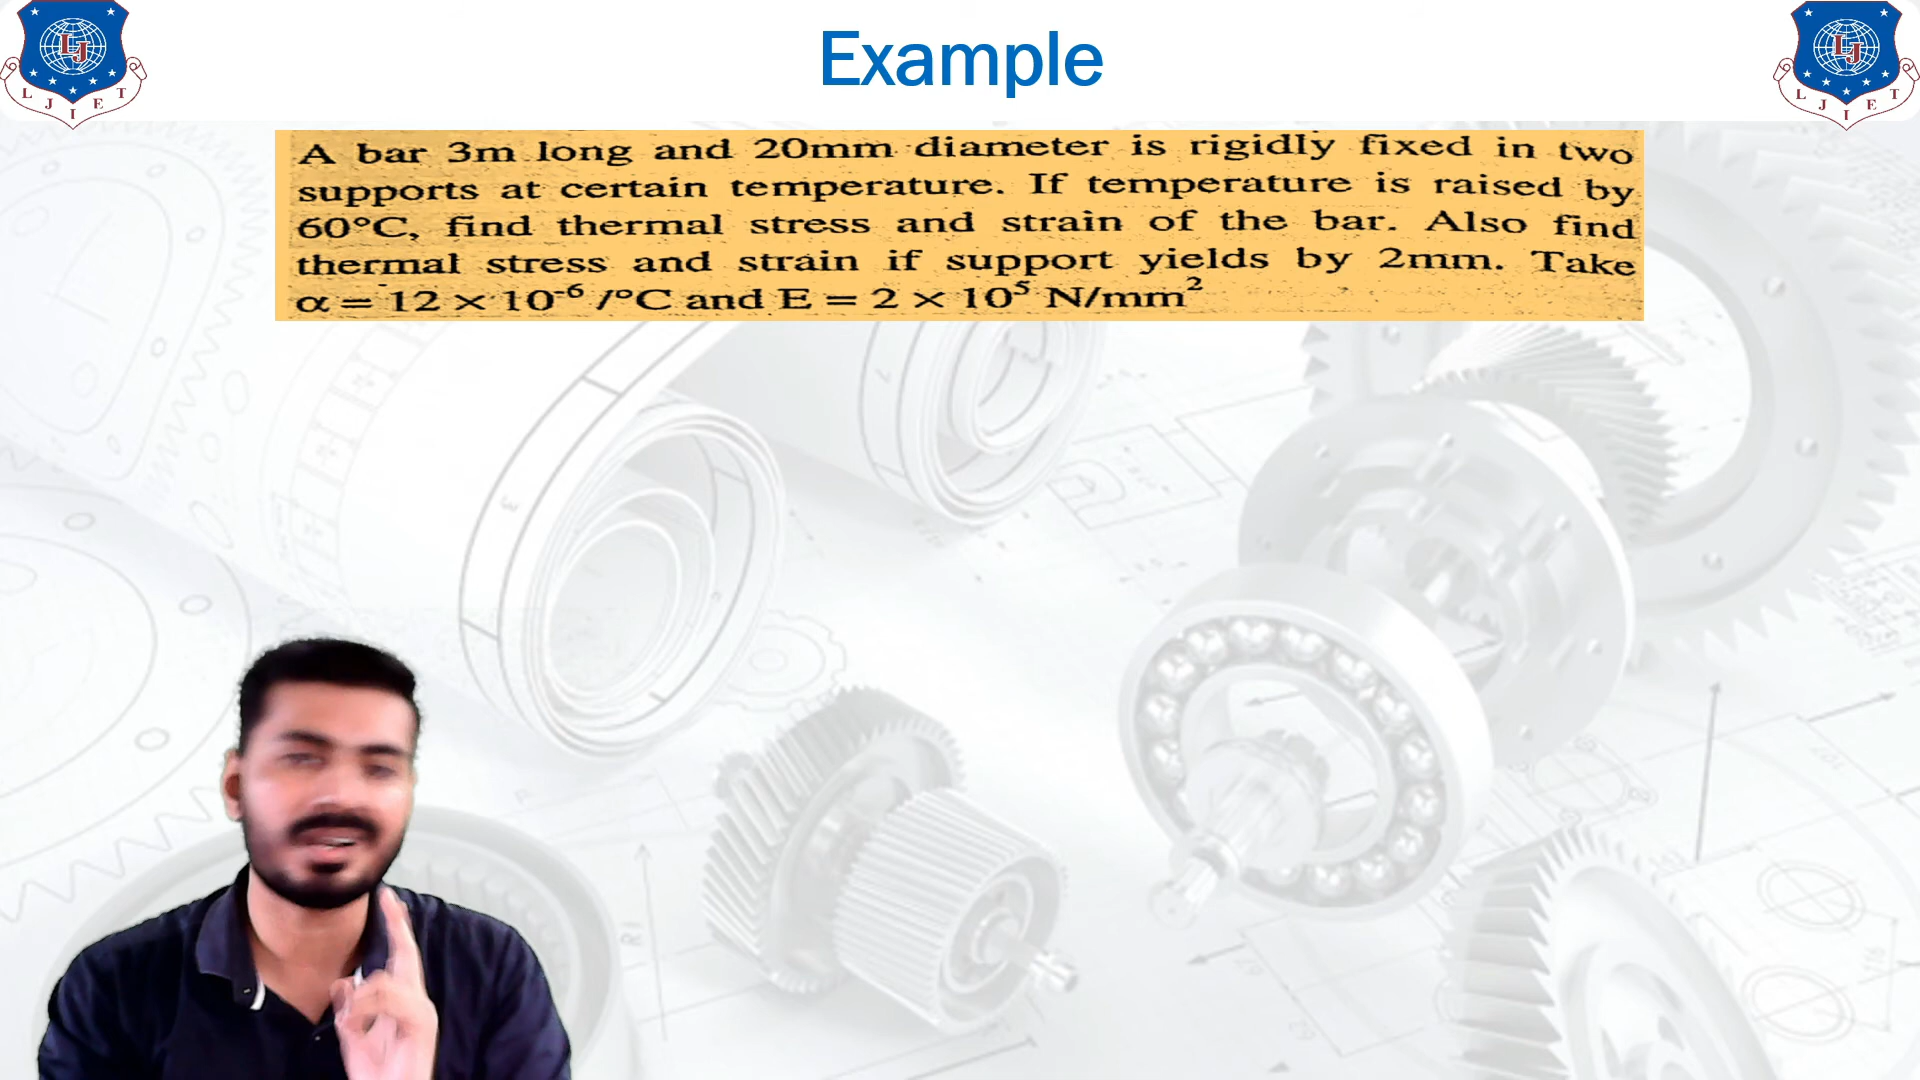 Example
A bar 3m long and 20mm diameter is rigidly fixed in two
supports at certain temperature. If temperature is raised by
60°C, find thermal stress and strain of the bar. Also find
thermal stress and strain if support yields by 2mm. Take
α = 12 × 10⁻⁶ /°C and E = 2 × 10⁵ N/mm²
LJ
L J I E T
LJ
L J I E T